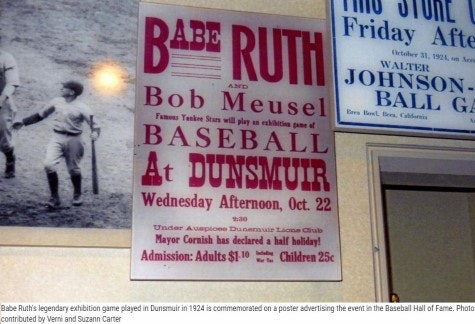 BABE RUTH
AND
Bob Meusel
Famous Yankee Stars will play an exhibition game of
BASEBALL
At DUNSMUIR
Wednesday Afternoon, Oct. 22
2:30
Under Auspices Dunsmuir Lions Club
Mayor Cornish has declared a half holiday!
Admission: Adults $1.10 Including War Tax Children 25c
THIS STORE
Friday Afte
October 31, 1924, on Acco
WALTER
JOHNSON-
BALL GA
Brea Bowl, Brea, California
Babe Ruth's legendary exhibition game played in Dunsmuir in 1924 is commemorated on a poster advertising the event in the Baseball Hall of Fame. Photo
contributed by Verni and Suzann Carter